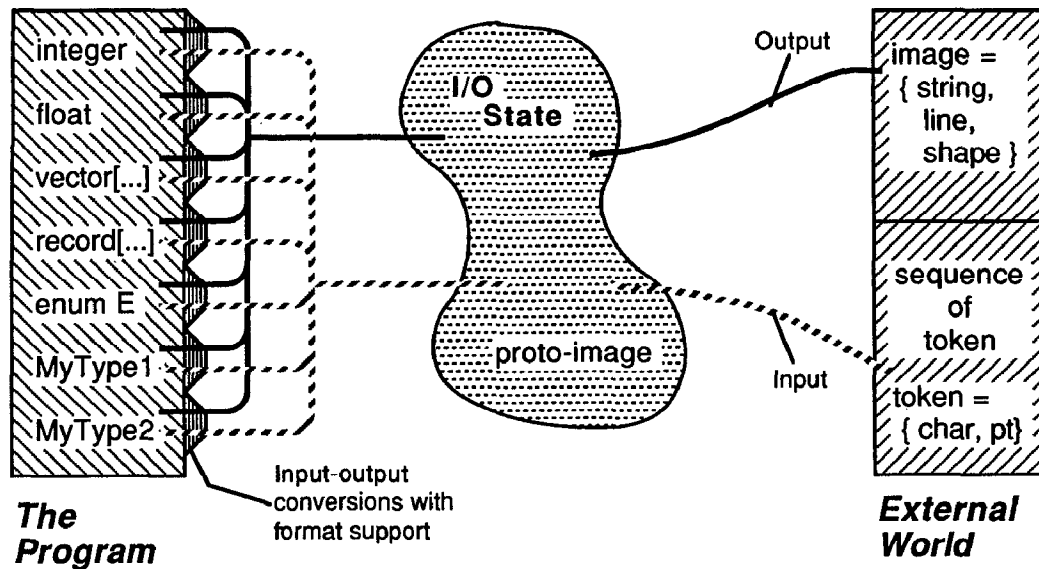 integer
float
vector[...]
record[...]
enum E
MyType1
MyType2
The
Program
Input-output
conversions with
format support
I/O
State
proto-image
Output
Input
image =
{ string,
line,
shape }
sequence
of
token
token =
{ char, pt}
External
World